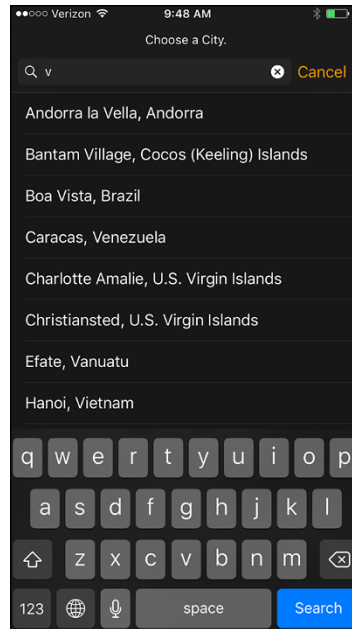 Verizon 9:48 AM
Choose a City.
v Cancel
Andorra la Vella, Andorra
Bantam Village, Cocos (Keeling) Islands
Boa Vista, Brazil
Caracas, Venezuela
Charlotte Amalie, U.S. Virgin Islands
Christiansted, U.S. Virgin Islands
Efate, Vanuatu
Hanoi, Vietnam
q w e r t y u i o p
a s d f g h j k l
z x c v b n m
123 space Search